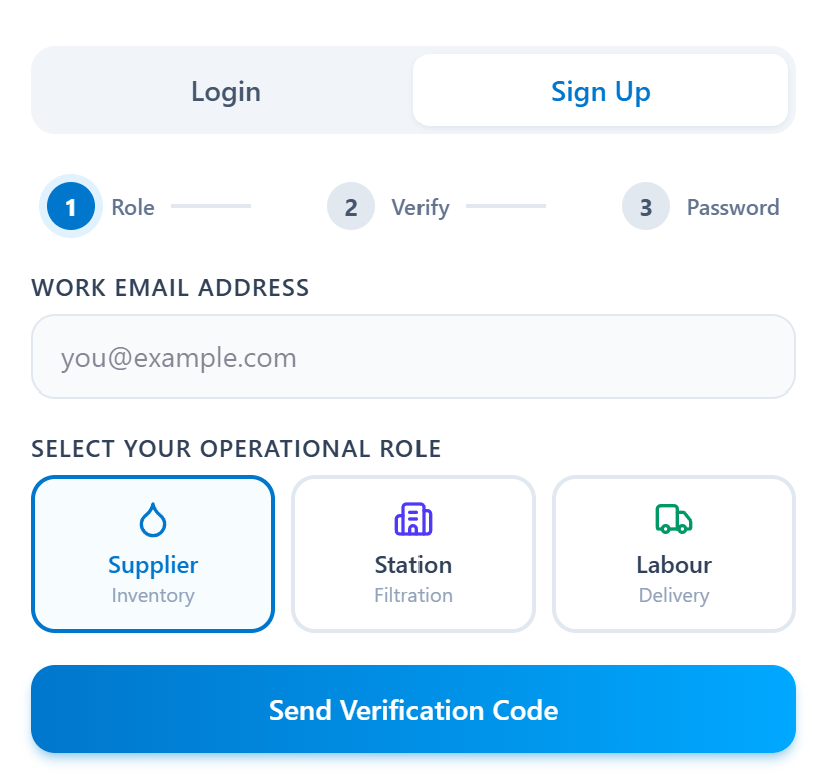 Login Sign Up
1 Role 2 Verify 3 Password
WORK EMAIL ADDRESS
you@example.com
SELECT YOUR OPERATIONAL ROLE
Supplier Station Labour
Inventory Filtration Delivery
Send Verification Code